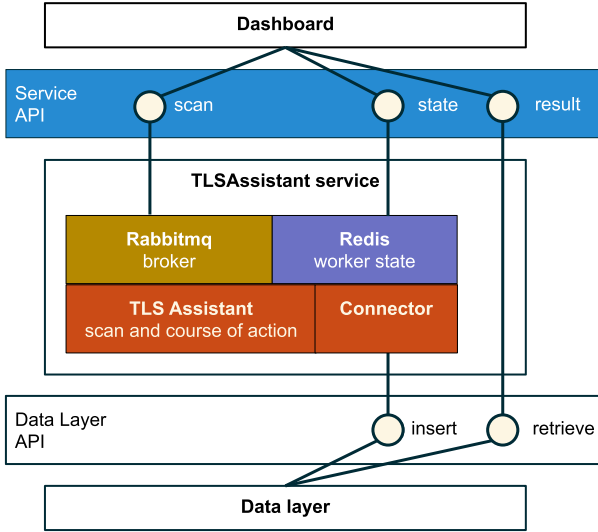 Dashboard
Service
API
scan
state
result
TLSAssistant service
Rabbitmq
broker
Redis
worker state
TLS Assistant
scan and course of action
Connector
Data Layer
API
insert
retrieve
Data layer